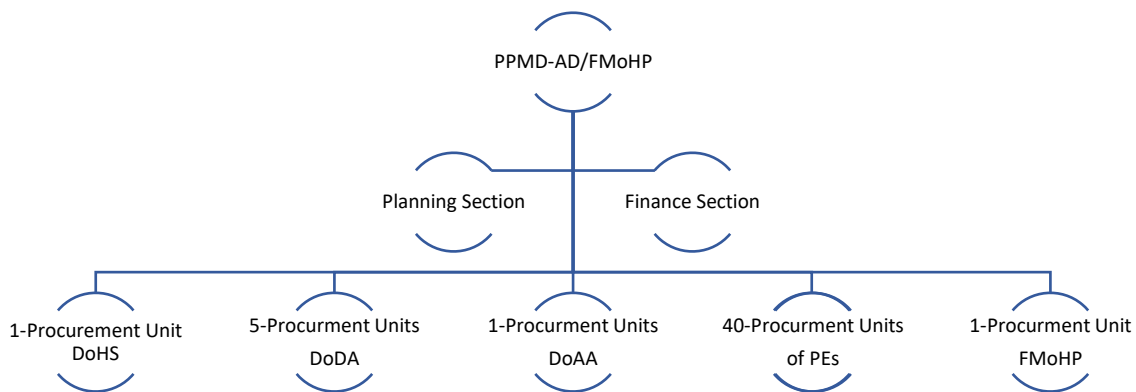 PPMD-AD/FMoHP
Planning Section
Finance Section
1-Procurement Unit
DoHS
5-Procurment Units
DoDA
1-Procurment Units
DoAA
40-Procurment Units
of PEs
1-Procurment Unit
FMoHP